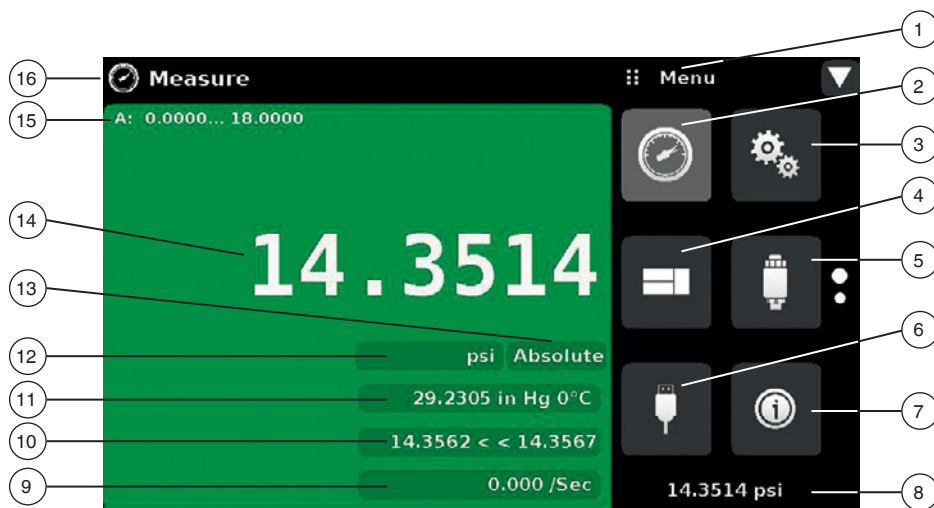 1
16 Measure Menu
2
15 A: 0.0000... 18.0000
3
4
14 14.3514
5
13
6
12 psi Absolute
11 29.2305 in Hg 0°C
7
10 14.3562 < < 14.3567
9 0.000 /Sec 14.3514 psi 8